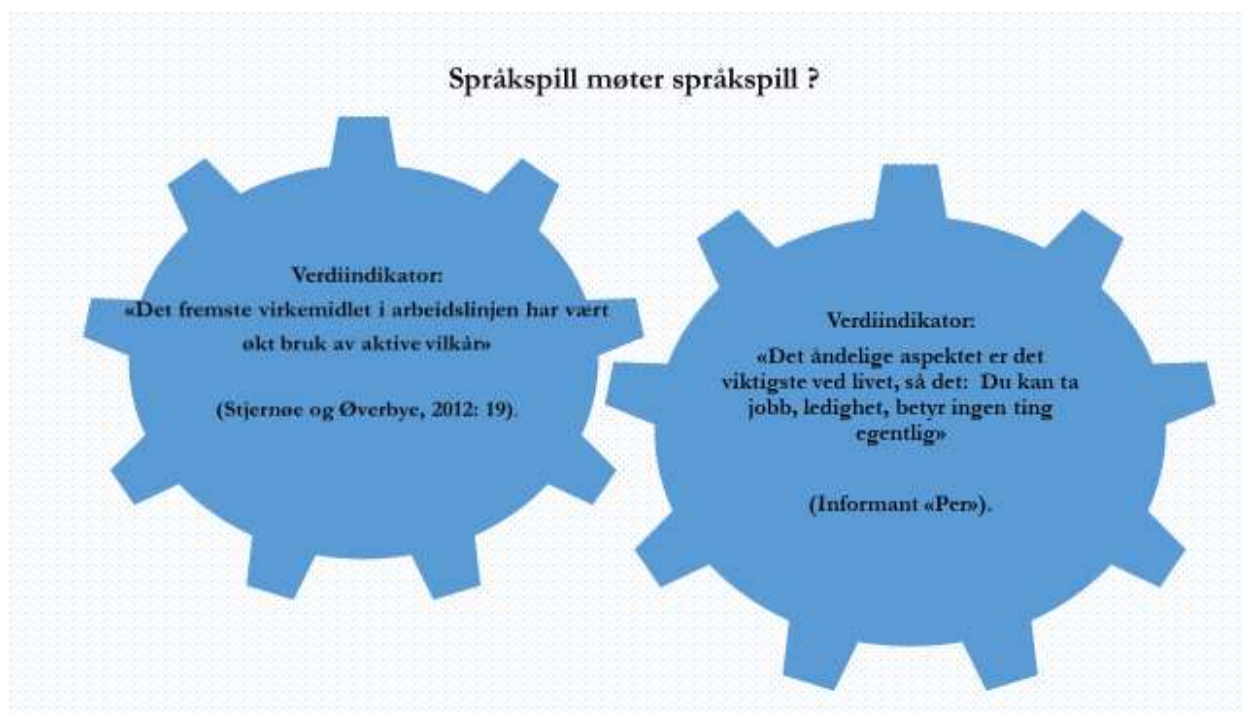 Språkspill møter språkspill ?
Verdiindikator:
«Det fremste virkemidlet i arbeidslinjen har vært
økt bruk av aktive vilkår»
(Stjernøe og Øverbye, 2012: 19).
Verdiindikator:
«Det åndelige aspektet er det
viktigste ved livet, så det:  Du kan ta
jobb, ledighet, betyr ingen ting
egentlig»
(Informant «Per»).